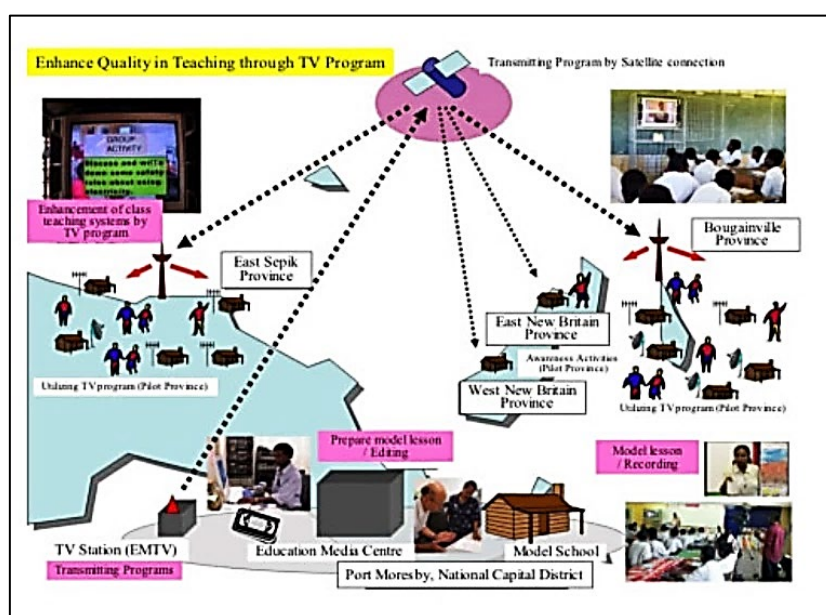 Enhance Quality in Teaching through TV Program
Transmitting Program by Satellite connection
GROUP
ACTIVITY
Discuss and write
down some safety
rules about using
electricity.
Enhancement of class
teaching systems by
TV program
East Sepik
Province
Bougainville
Province
East New Britain
Province
Awareness Activities
(Pilot Province)
West New Britain
Province
Utilizing TV program (Pilot Province)
Utilizing TV program (Pilot Province)
Prepare model lesson
/ Editing
Model lesson
/ Recording
TV Station (EMTV)
Education Media Centre
Model School
Transmitting Programs
Port Moresby, National Capital District